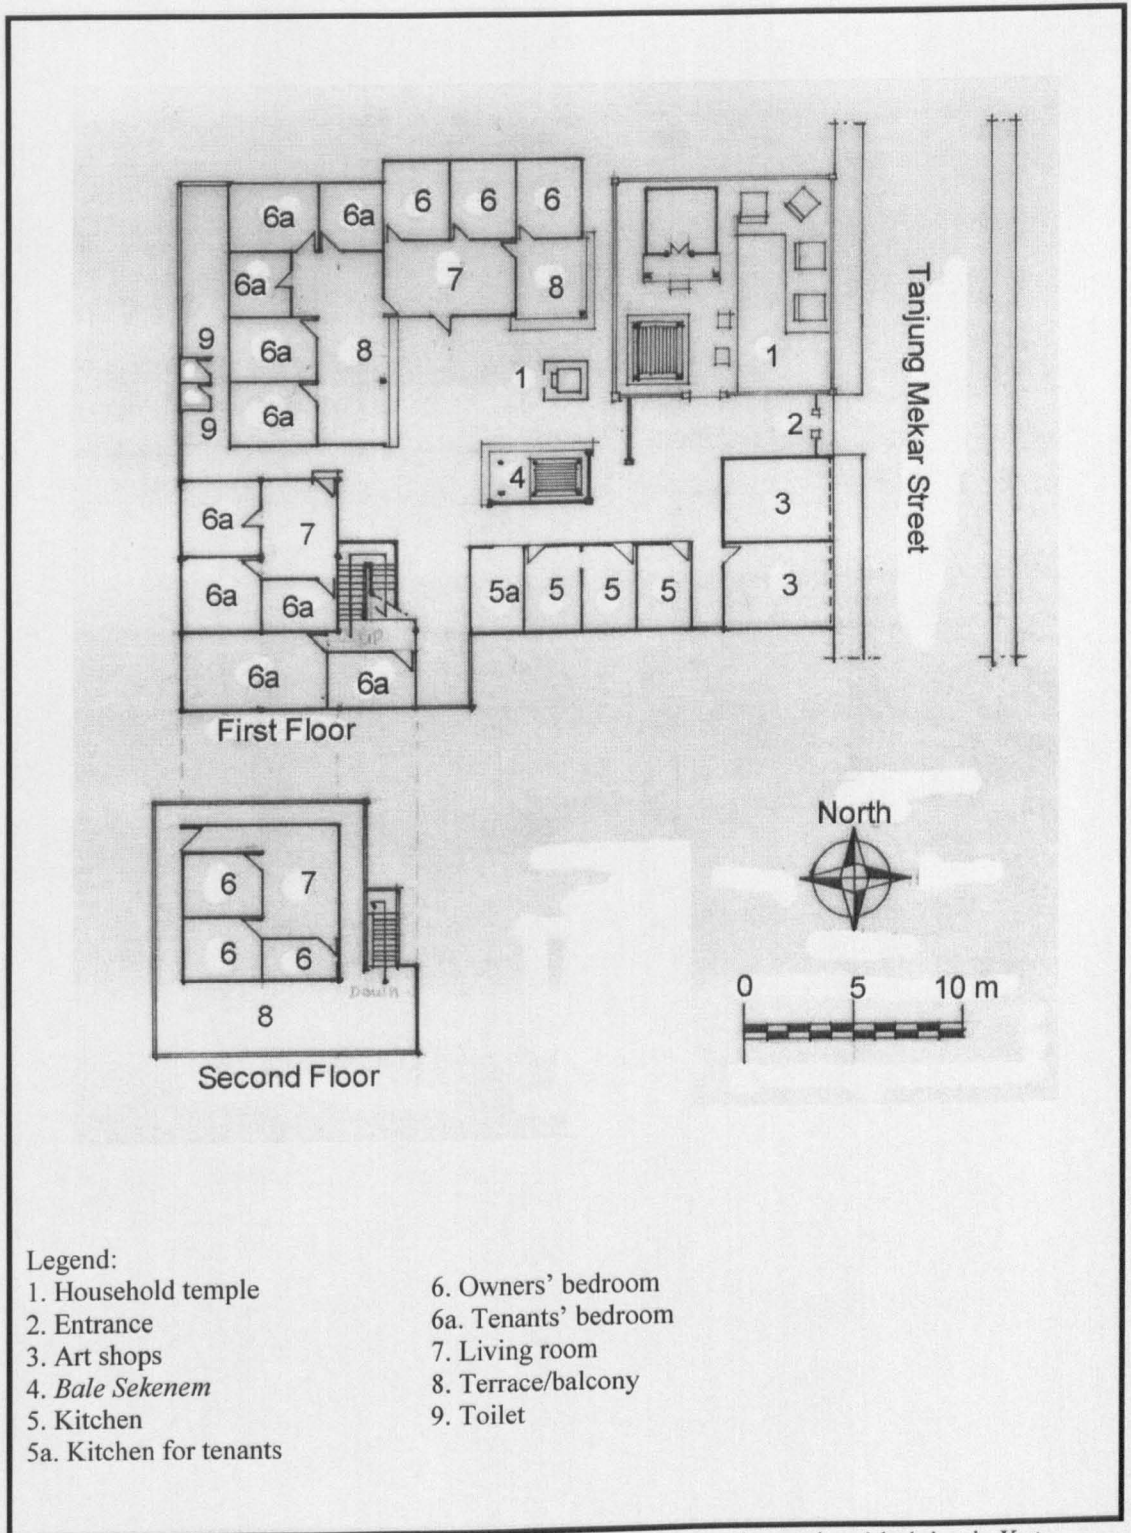 6a
6a
6
6
6
6a
7
8
9
6a
8
1
1
9
6a
2
4
3
6a
7
6a
6a
5a
5
5
5
3
UP
6a
6a
Tanjung Mekar Street
First Floor
North
6
7
6
6
Down
8
0 5 10 m
Second Floor
Legend:
1. Household temple
2. Entrance
3. Art shops
4. Bale Sekenem
5. Kitchen
5a. Kitchen for tenants
6. Owners’ bedroom
6a. Tenants’ bedroom
7. Living room
8. Terrace/balcony
9. Toilet